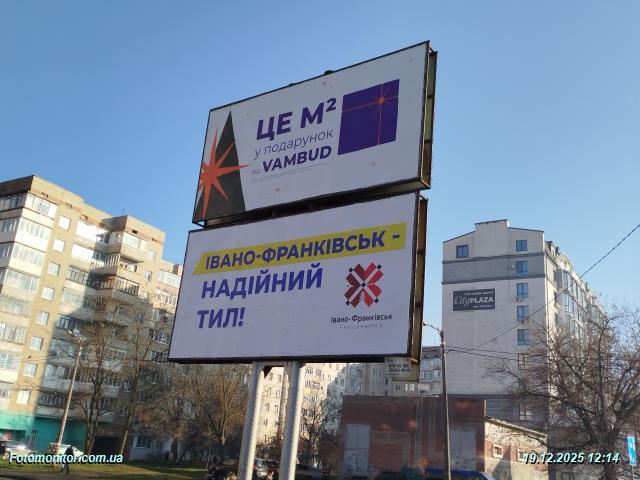 ЦЕ М²
у подарунок
від VAMBUD
ІВАНО-ФРАНКІВСЬК -
НАДІЙНИЙ
ТИЛ!
Івано-Франківськ
City PLAZA
Fotomonitor.com.ua
19.12.2025 12:14